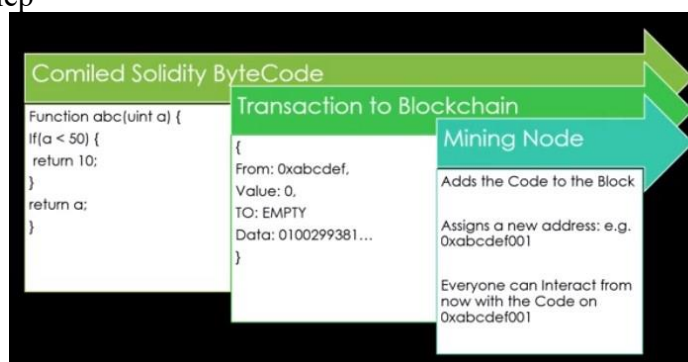 Comiled Solidity ByteCode
Function abc(uint a) {
If(a < 50) {
return 10;
}
return a;
}
Transaction to Blockchain
{
From: 0xabcdef,
Value: 0,
TO: EMPTY
Data: 0100299381...
}
Mining Node
Adds the Code to the Block
Assigns a new address: e.g.
0xabcdef001
Everyone can Interact from
now with the Code on
0xabcdef001